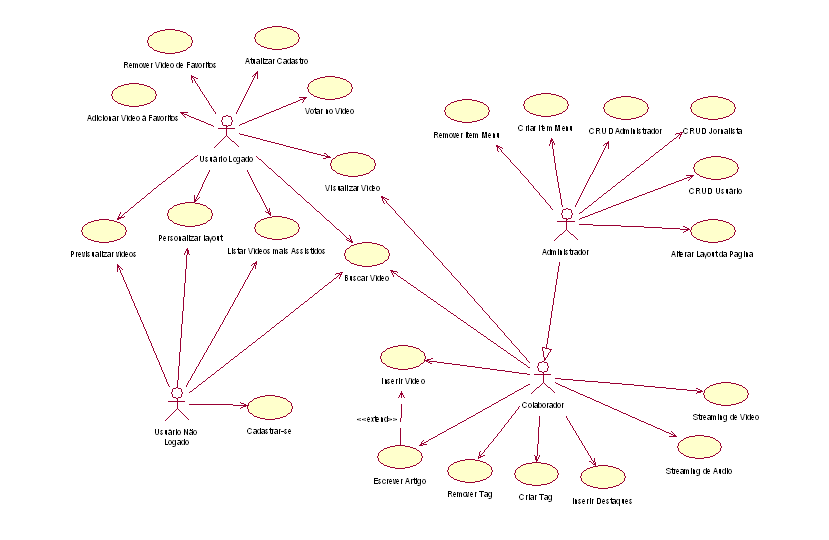 Remover Video de Favoritos
Atualizar Cadastro
Adicionar Video à Favoritos
Votar no Video
Remover Item Menu
Criar Item Menu
CRUD Administrador
CRUD Jornalista
Usuário Logado
Visualizar Video
CRUD Usuário
Previsualizar videos
Personalizar layout
Listar Videos mais Assistidos
Administrador
Alterar Layout da Pagina
Buscar Video
Inserir Video
Colaborador
<<extend>>
Streaming de Video
Usuário Não
Logado
Cadastrar-se
Streaming de Audio
Escrever Artigo
Remover Tag
Criar Tag
Inserir Destaques